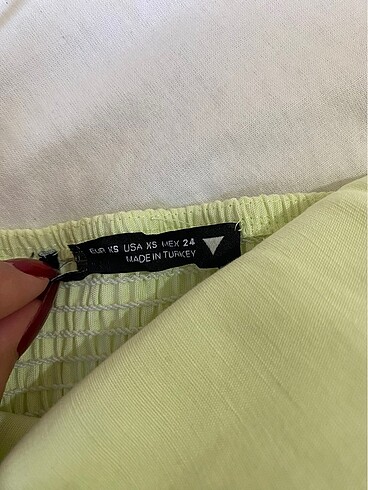 EUR XS USA XS MEX 24
MADE IN TURKEY